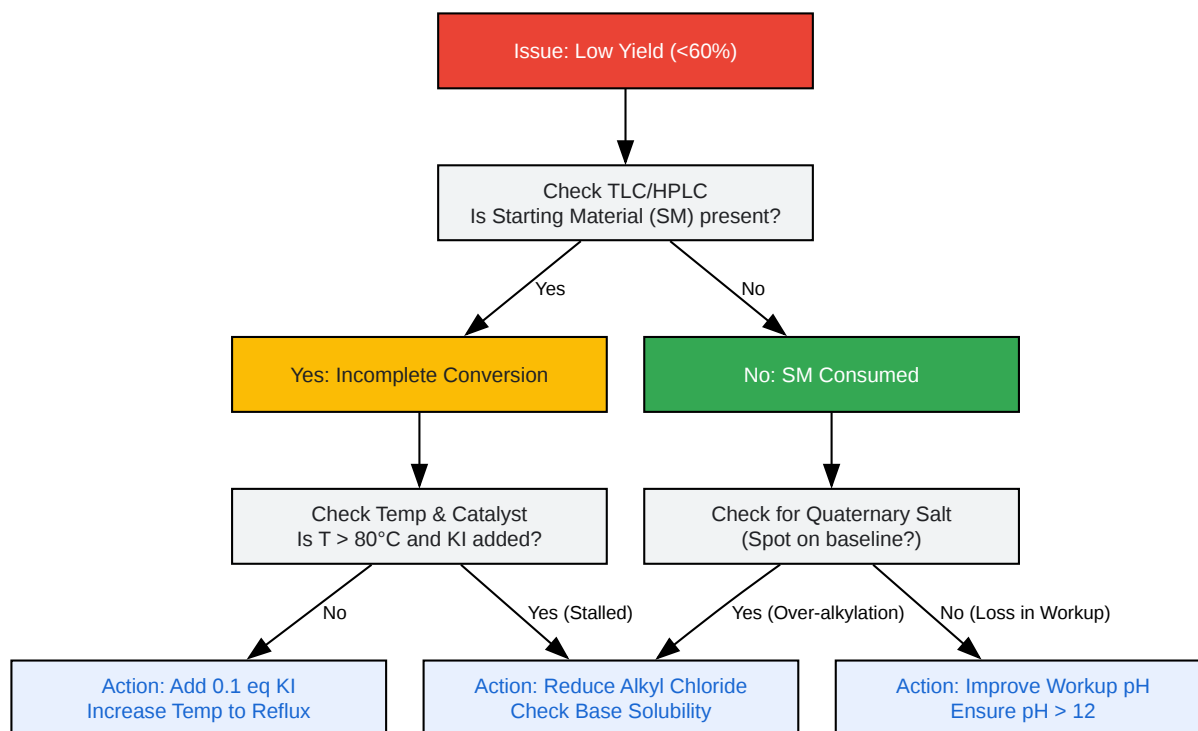 Issue: Low Yield (<60%)
Check TLC/HPLC
Is Starting Material (SM) present?
Yes
No
Yes: Incomplete Conversion
No: SM Consumed
Check Temp & Catalyst
Is T > 80°C and KI added?
Check for Quaternary Salt
(Spot on baseline?)
No
Yes (Stalled)
Yes (Over-alkylation)
No (Loss in Workup)
Action: Add 0.1 eq KI
Increase Temp to Reflux
Action: Reduce Alkyl Chloride
Check Base Solubility
Action: Improve Workup pH
Ensure pH > 12